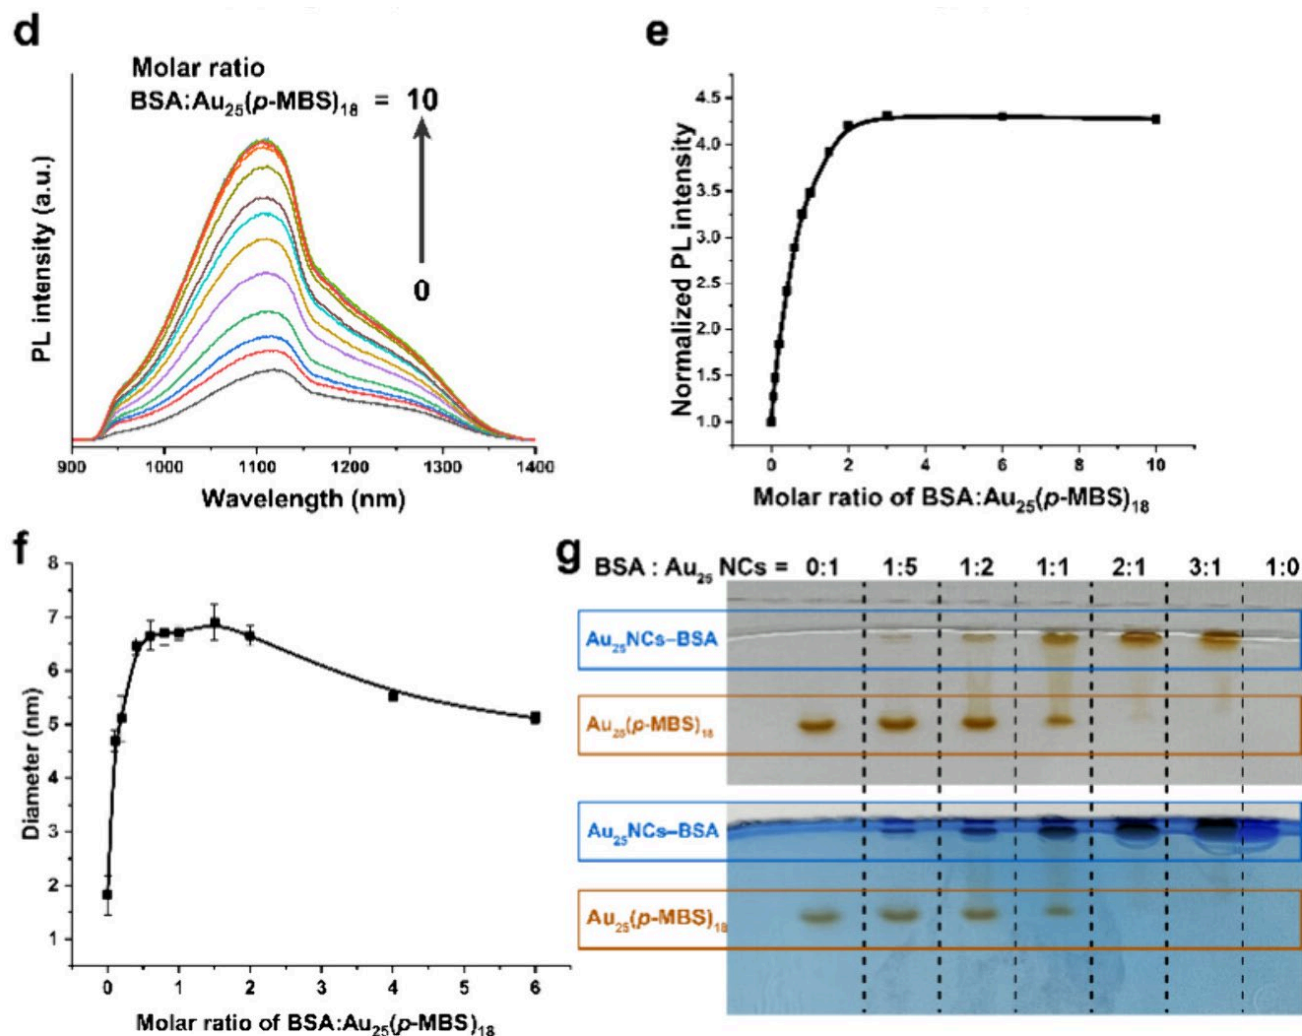 d
Molar ratio
BSA:Au₂₅(p-MBS)₁₈ = 10
0
PL intensity (a.u.)
900 1000 1100 1200 1300 1400
Wavelength (nm)
e
4.5
4.0
3.5
3.0
2.5
2.0
1.5
1.0
Normalized PL intensity
0 2 4 6 8 10
Molar ratio of BSA:Au₂₅(p-MBS)₁₈
f
8
7
6
5
4
3
2
1
Diameter (nm)
0 1 2 3 4 5 6
Molar ratio of BSA:Au₂₅(p-MBS)₁₈
g
BSA : Au₂₅ NCs = 0:1 1:5 1:2 1:1 2:1 3:1 1:0
Au₂₅NCs–BSA
Au₂₅(p-MBS)₁₈
Au₂₅NCs–BSA
Au₂₅(p-MBS)₁₈